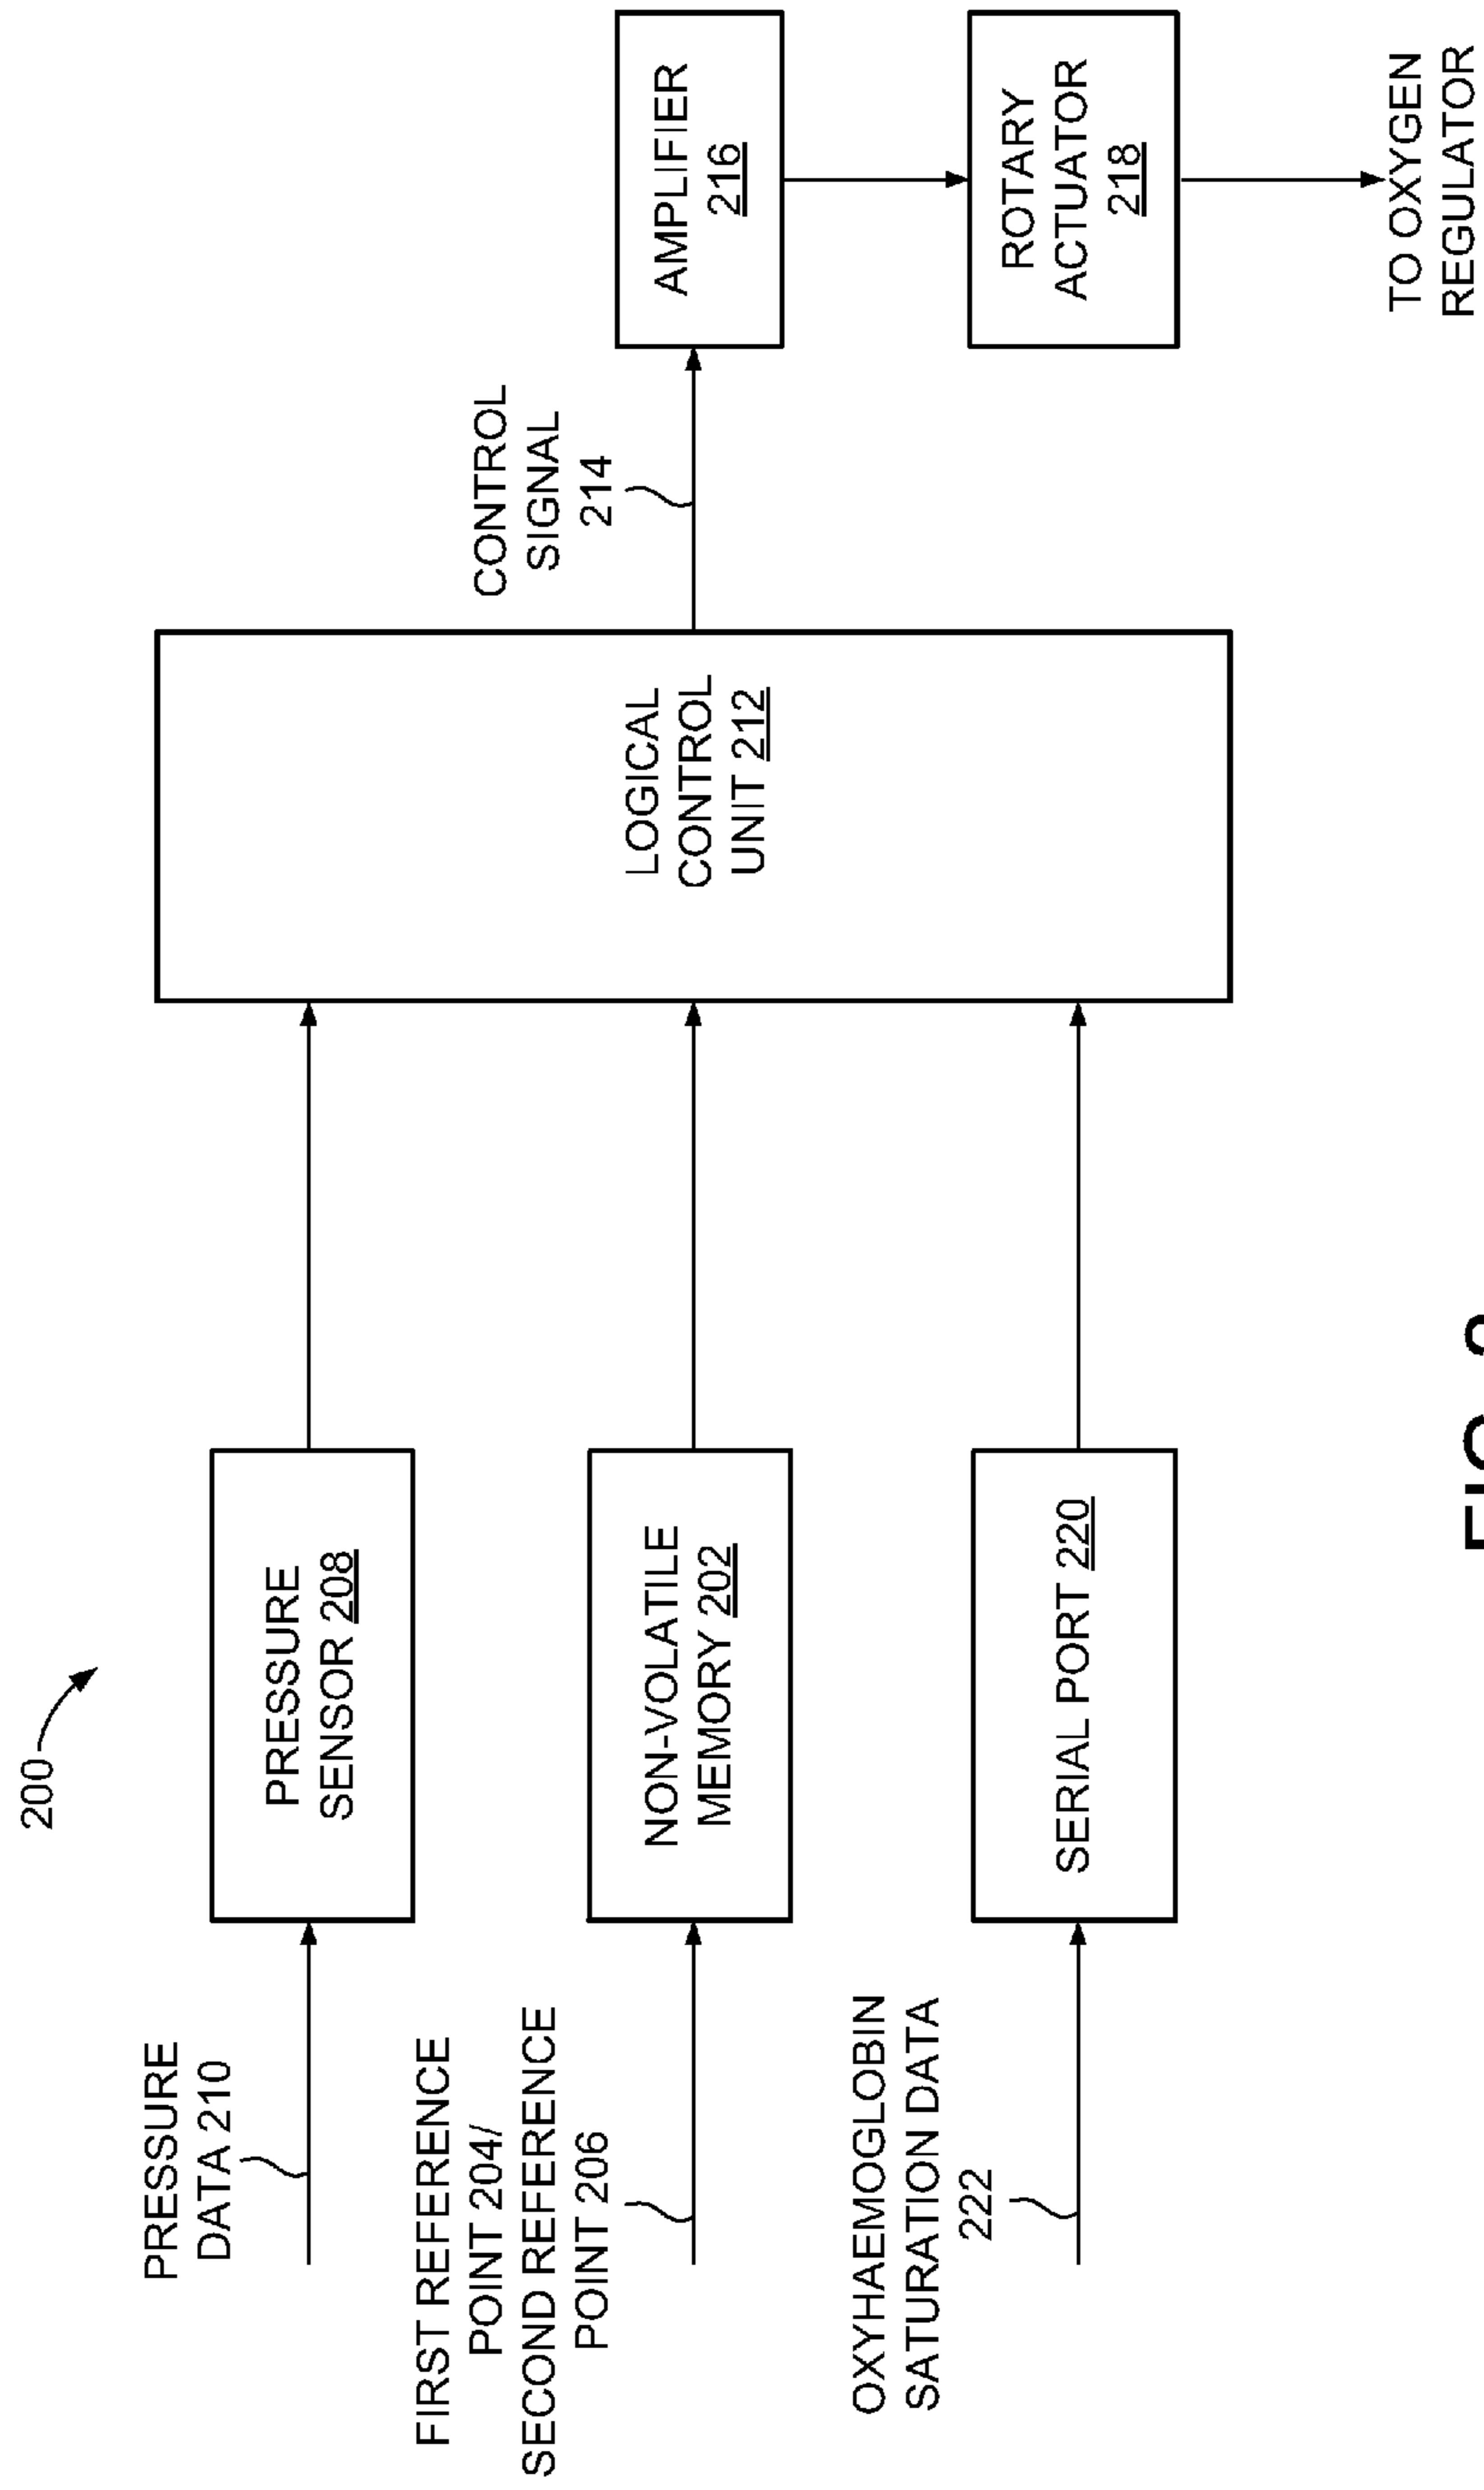 200
PRESSURE
DATA 210
PRESSURE
SENSOR 208
FIRST REFERENCE
POINT 204/
SECOND REFERENCE
POINT 206
NON-VOLATILE
MEMORY 202
OXYHAEMOGLOBIN
SATURATION DATA
222
SERIAL PORT 220
LOGICAL
CONTROL
UNIT 212
CONTROL
SIGNAL
214
AMPLIFIER
216
ROTARY
ACTUATOR
218
TO OXYGEN
REGULATOR
FIG.